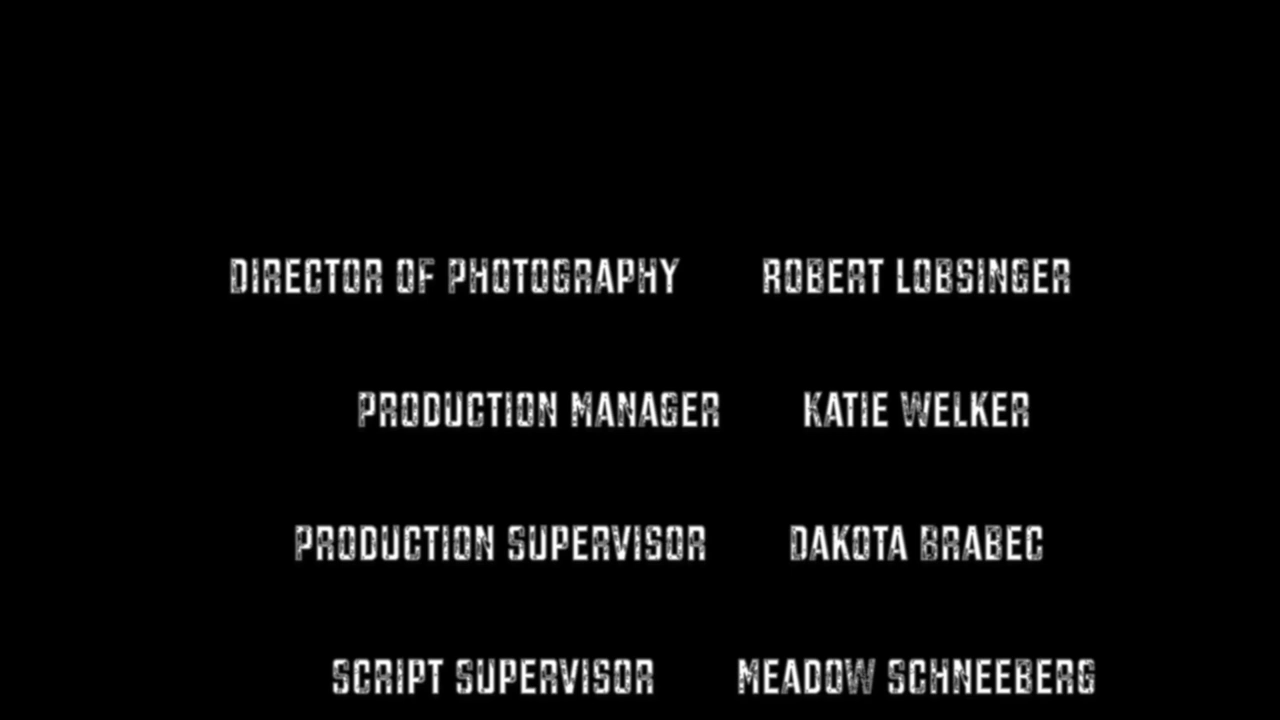 DIRECTOR OF PHOTOGRAPHY ROBERT LOBSINGER
PRODUCTION MANAGER KATIE WELKER
PRODUCTION SUPERVISOR DAKOTA BRABEC
SCRIPT SUPERVISOR MEADOW SCHNEEBERG